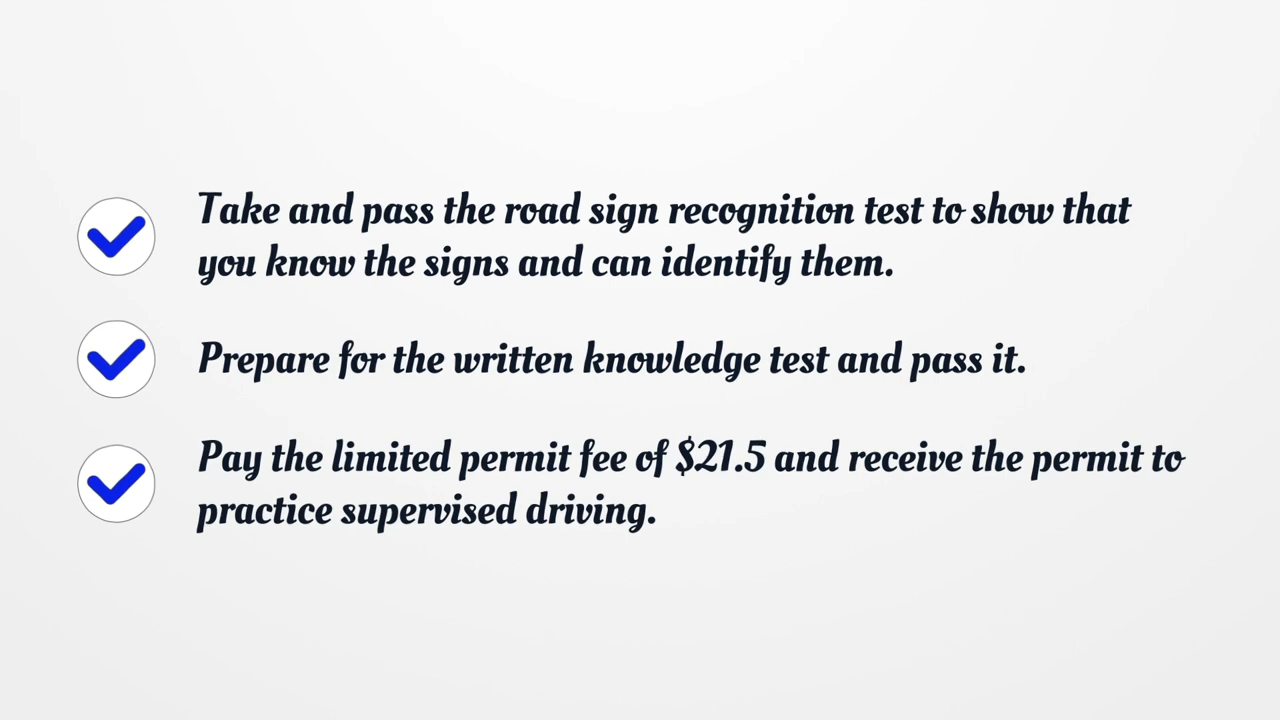 Take and pass the road sign recognition test to show that
you know the signs and can identify them.
Prepare for the written knowledge test and pass it.
Pay the limited permit fee of $21.5 and receive the permit to
practice supervised driving.